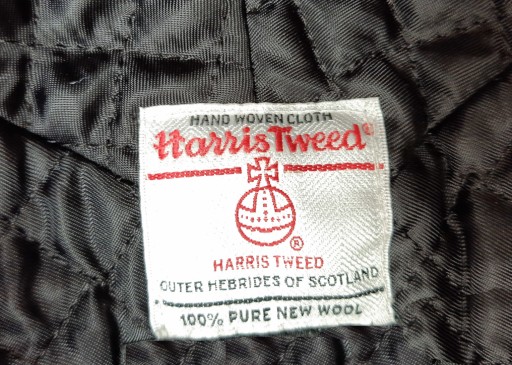 HAND WOVEN CLOTH
Harris Tweed®
®
HARRIS TWEED
OUTER HEBRIDES OF SCOTLAND
100% PURE NEW WOOL